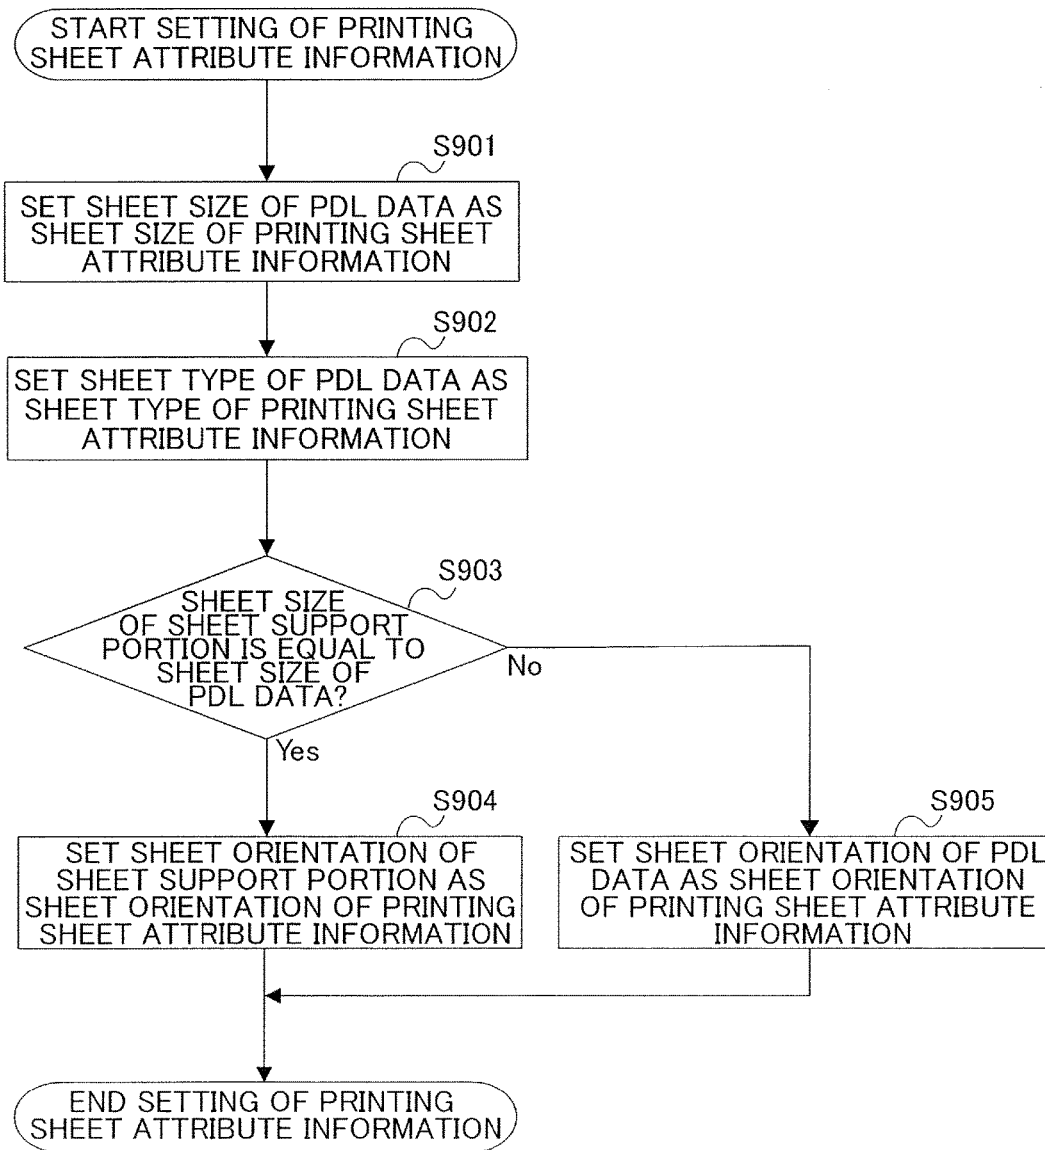 START SETTING OF PRINTING
SHEET ATTRIBUTE INFORMATION
S901
SET SHEET SIZE OF PDL DATA AS
SHEET SIZE OF PRINTING SHEET
ATTRIBUTE INFORMATION
S902
SET SHEET TYPE OF PDL DATA AS
SHEET TYPE OF PRINTING SHEET
ATTRIBUTE INFORMATION
S903
SHEET SIZE
OF SHEET SUPPORT
PORTION IS EQUAL TO
SHEET SIZE OF
PDL DATA?
No
Yes
S904
SET SHEET ORIENTATION OF
SHEET SUPPORT PORTION AS
SHEET ORIENTATION OF PRINTING
SHEET ATTRIBUTE INFORMATION
S905
SET SHEET ORIENTATION OF PDL
DATA AS SHEET ORIENTATION
OF PRINTING SHEET ATTRIBUTE
INFORMATION
END SETTING OF PRINTING
SHEET ATTRIBUTE INFORMATION